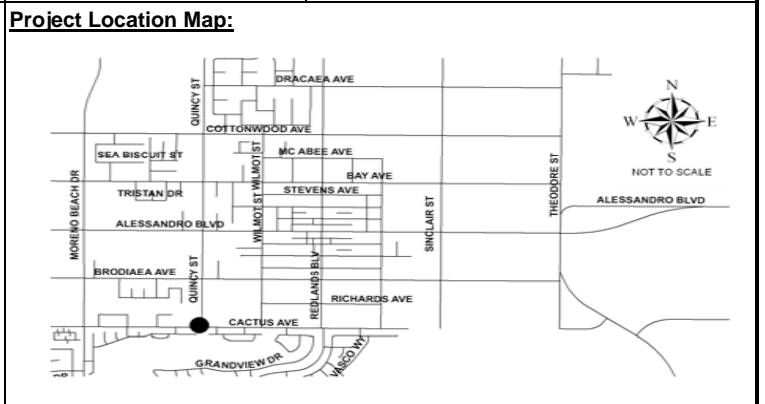 Project Location Map:
DRACAEA AVE
QUINCY ST
COTTONWOOD AVE
N
W
E
S
NOT TO SCALE
SEA BISCUIT ST
WILMOT ST
MC ABEE AVE
BAY AVE
TRISTAN DR
STEVENS AVE
THEODORE ST
ALESSANDRO BLVD
MORENO BEACH DR
ALESSANDRO BLVD
WILMOT ST
SINCLAIR ST
BRODIAEA AVE
QUINCY ST
REDLANDS BLV
RICHARDS AVE
CACTUS AVE
GRANDVIEW DR
VASCO WY
DR